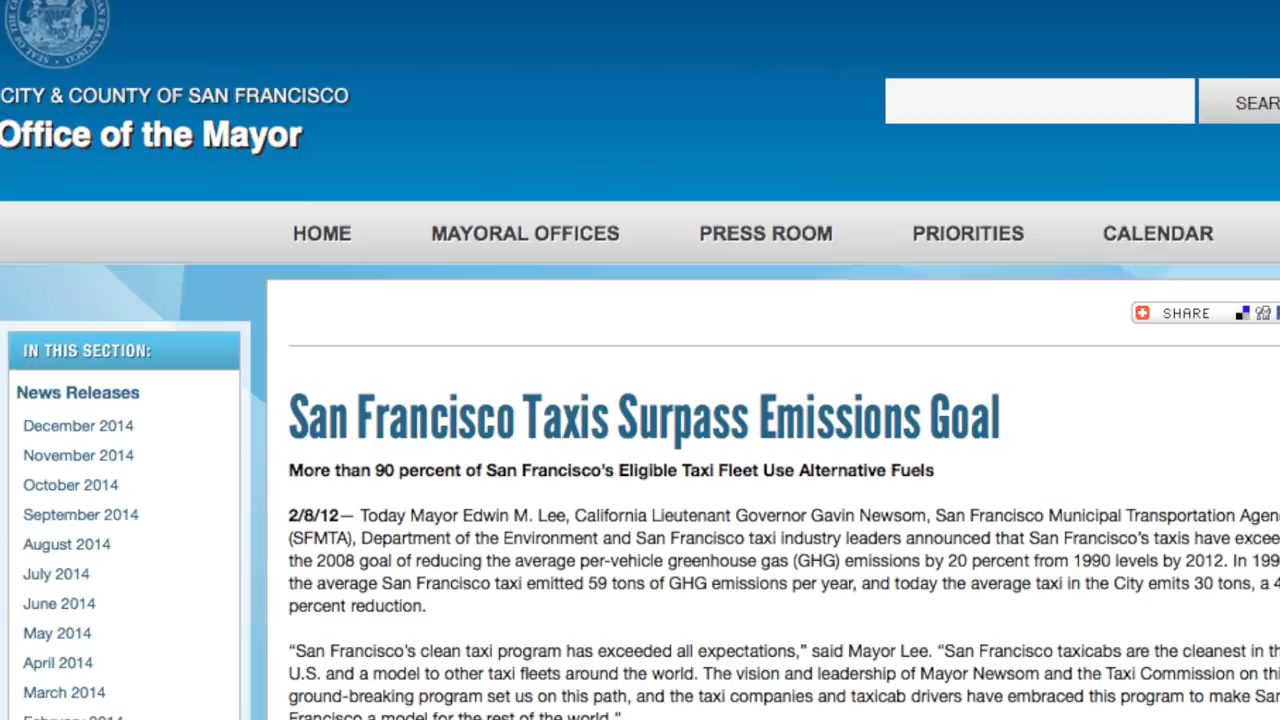 CITY & COUNTY OF SAN FRANCISCO
Office of the Mayor
HOME MAYORAL OFFICES PRESS ROOM PRIORITIES CALENDAR
SHARE
IN THIS SECTION:
News Releases
December 2014
November 2014
October 2014
September 2014
August 2014
July 2014
June 2014
May 2014
April 2014
March 2014
San Francisco Taxis Surpass Emissions Goal
More than 90 percent of San Francisco's Eligible Taxi Fleet Use Alternative Fuels
2/8/12— Today Mayor Edwin M. Lee, California Lieutenant Governor Gavin Newsom, San Francisco Municipal Transportation
(SFMTA), Department of the Environment and San Francisco taxi industry leaders announced that San Francisco's taxis have
the 2008 goal of reducing the average per-vehicle greenhouse gas (GHG) emissions by 20 percent from 1990 levels by 2012. In
the average San Francisco taxi emitted 59 tons of GHG emissions per year, and today the average taxi in the City emits 30 tons, a
percent reduction.
“San Francisco's clean taxi program has exceeded all expectations,” said Mayor Lee. “San Francisco taxicabs are the cleanest in
U.S. and a model to other taxi fleets around the world. The vision and leadership of Mayor Newsom and the Taxi Commission on
ground-breaking program set us on this path, and the taxi companies and taxicab drivers have embraced this program to make San
Francisco a model for the rest of the world.”